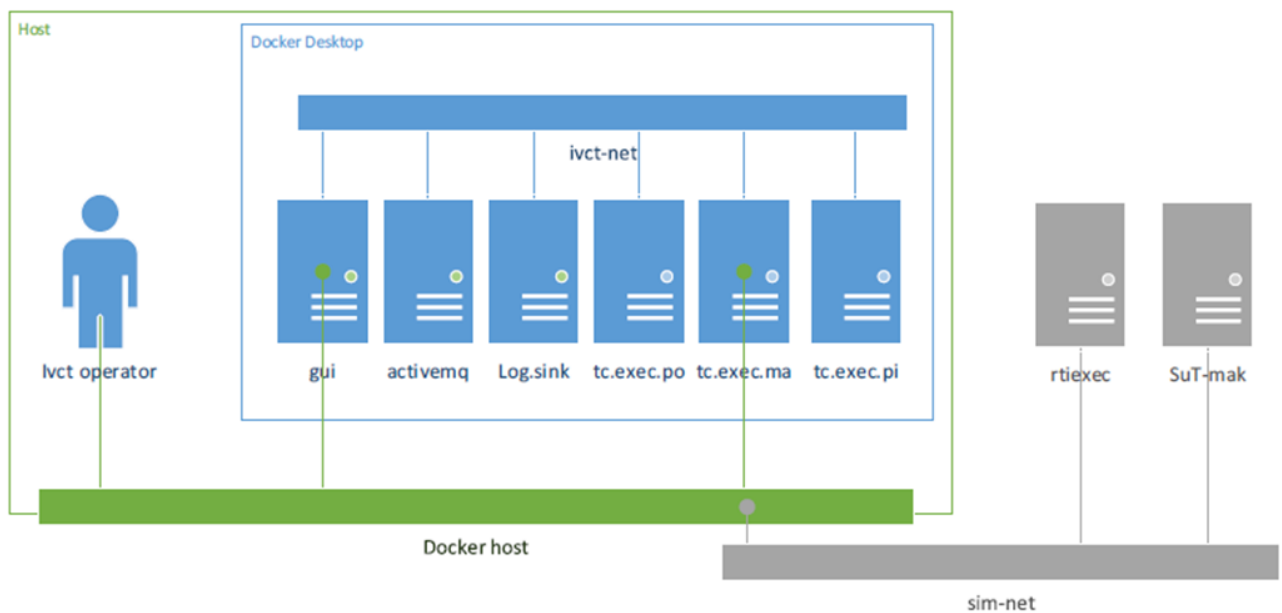 Host
Docker Desktop
ivct-net
Ivct operator
gui
activemq
Log.sink
tc.exec.po
tc.exec.ma
tc.exec.pi
rtiexec
SuT-mak
Docker host
sim-net